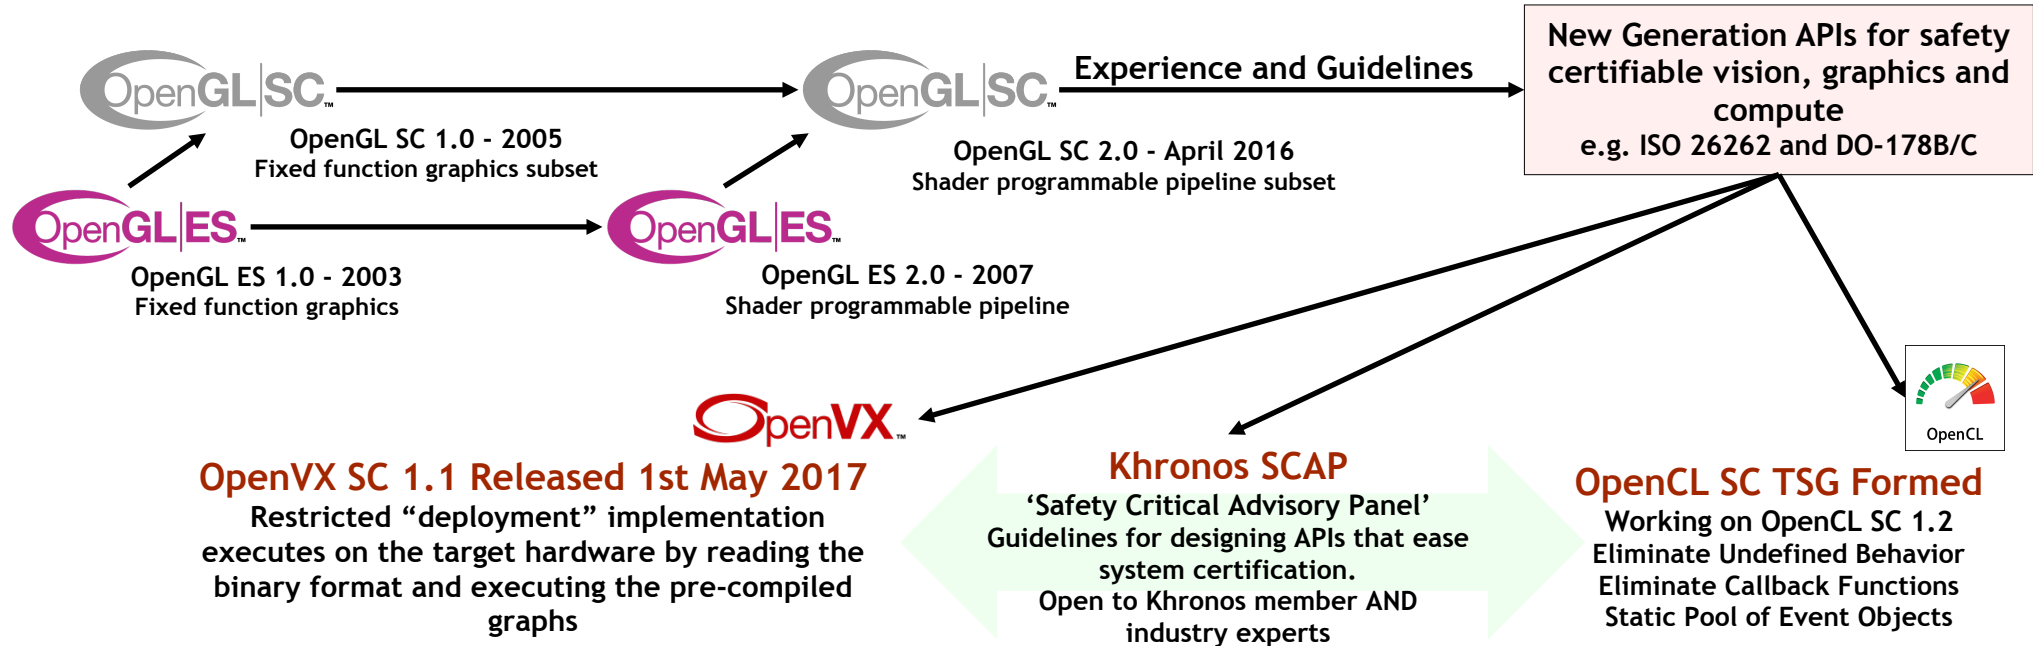 OpenGL|SC™
OpenGL SC 1.0 - 2005
Fixed function graphics subset
OpenGL|ES™
OpenGL ES 1.0 - 2003
Fixed function graphics
OpenGL|SC™
OpenGL SC 2.0 - April 2016
Shader programmable pipeline subset
OpenGL|ES™
OpenGL ES 2.0 - 2007
Shader programmable pipeline
Experience and Guidelines
New Generation APIs for safety
certifiable vision, graphics and
compute
e.g. ISO 26262 and DO-178B/C
OpenVX™
OpenVX SC 1.1 Released 1st May 2017
Restricted “deployment” implementation
executes on the target hardware by reading the
binary format and executing the pre-compiled
graphs
Khronos SCAP
‘Safety Critical Advisory Panel’
Guidelines for designing APIs that ease
system certification.
Open to Khronos member AND
industry experts
OpenCL
OpenCL SC TSG Formed
Working on OpenCL SC 1.2
Eliminate Undefined Behavior
Eliminate Callback Functions
Static Pool of Event Objects